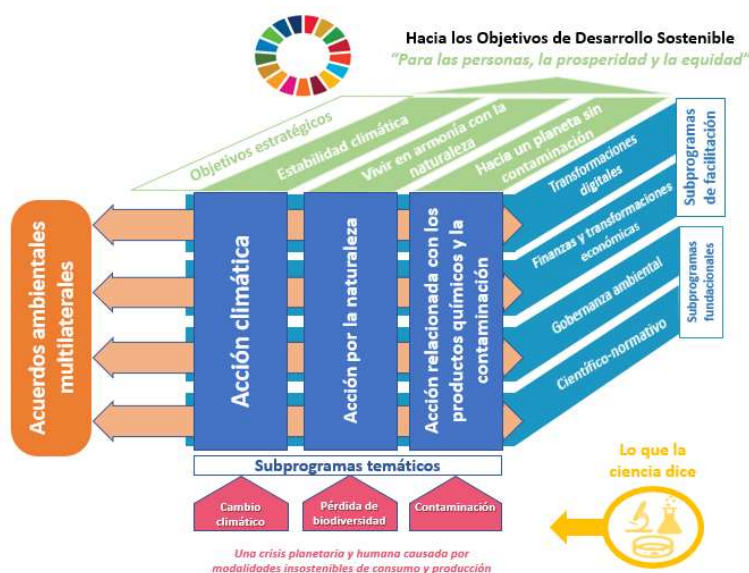 Hacia los Objetivos de Desarrollo Sostenible
"Para las personas, la prosperidad y la equidad"
Objetivos estratégicos
Estabilidad climática
Vivir en armonía con la
naturaleza
Hacia un planeta sin
contaminación
Transformaciones
digitales
Finanzas y transformaciones
económicas
Gobernanza ambiental
Científico-normativo
Subprogramas
de facilitación
Subprogramas
fundacionales
Acuerdos ambientales
multilaterales
Acción climática
Acción por la naturaleza
Acción relacionada con los
productos químicos y la
contaminación
Subprogramas temáticos
Cambio
climático
Pérdida de
biodiversidad
Contaminación
Una crisis planetaria y humana causada por
modalidades insostenibles de consumo y producción
Lo que la
ciencia dice